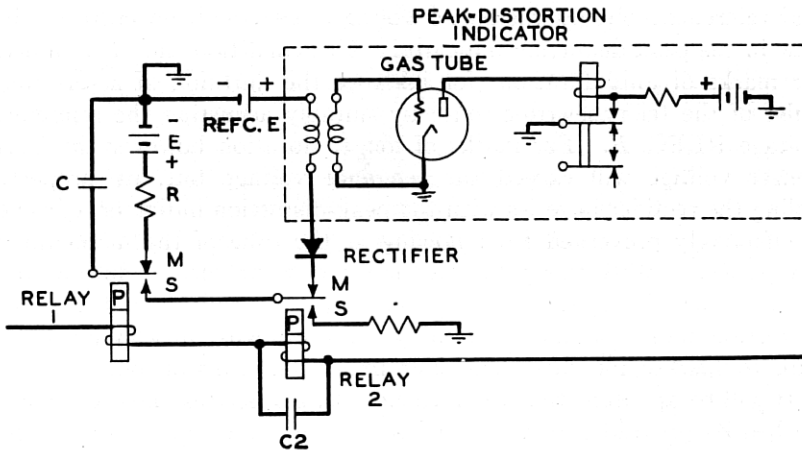 PEAK-DISTORTION
INDICATOR
GAS TUBE
- +
REFC. E
+
-
E
+
C
R
M
S
RECTIFIER
M
S
RELAY
1
P
P
RELAY
2
C2